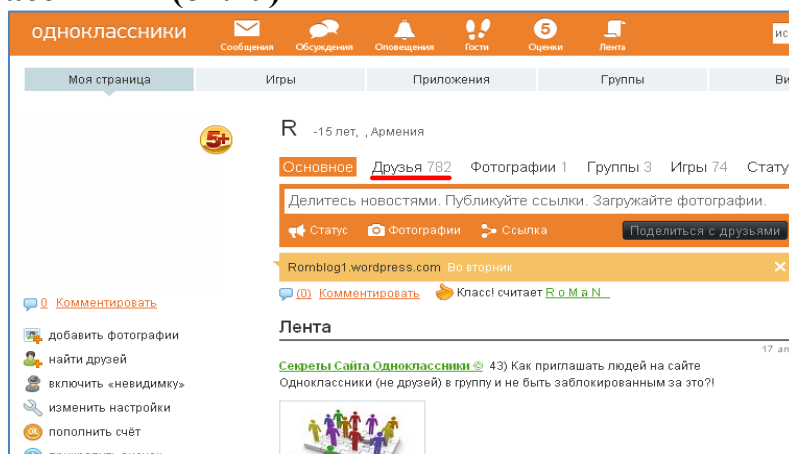 одноклассники
Сообщения Обсуждения Оповещения Гости 5 Оценки Лента
Моя страница Игры Приложения Группы
5+
R -15 лет, , Армения
Основное Друзья 782 Фотографии 1 Группы 3 Игры 74
Делитесь новостями. Публикуйте ссылки. Загружайте фотографии.
Статус Фотографии Ссылка Поделиться с друзьями
Romblog1.wordpress.com Во вторник
0 Комментировать
(0) Комментировать Класс! считает R o M a N
Лента
добавить фотографии
найти друзей
включить «невидимку»
изменить настройки
пополнить счёт
17
Секреты Сайта Одноклассники © 43) Как приглашать людей на сайте
Одноклассники (не друзей) в группу и не быть заблокированным за это?!